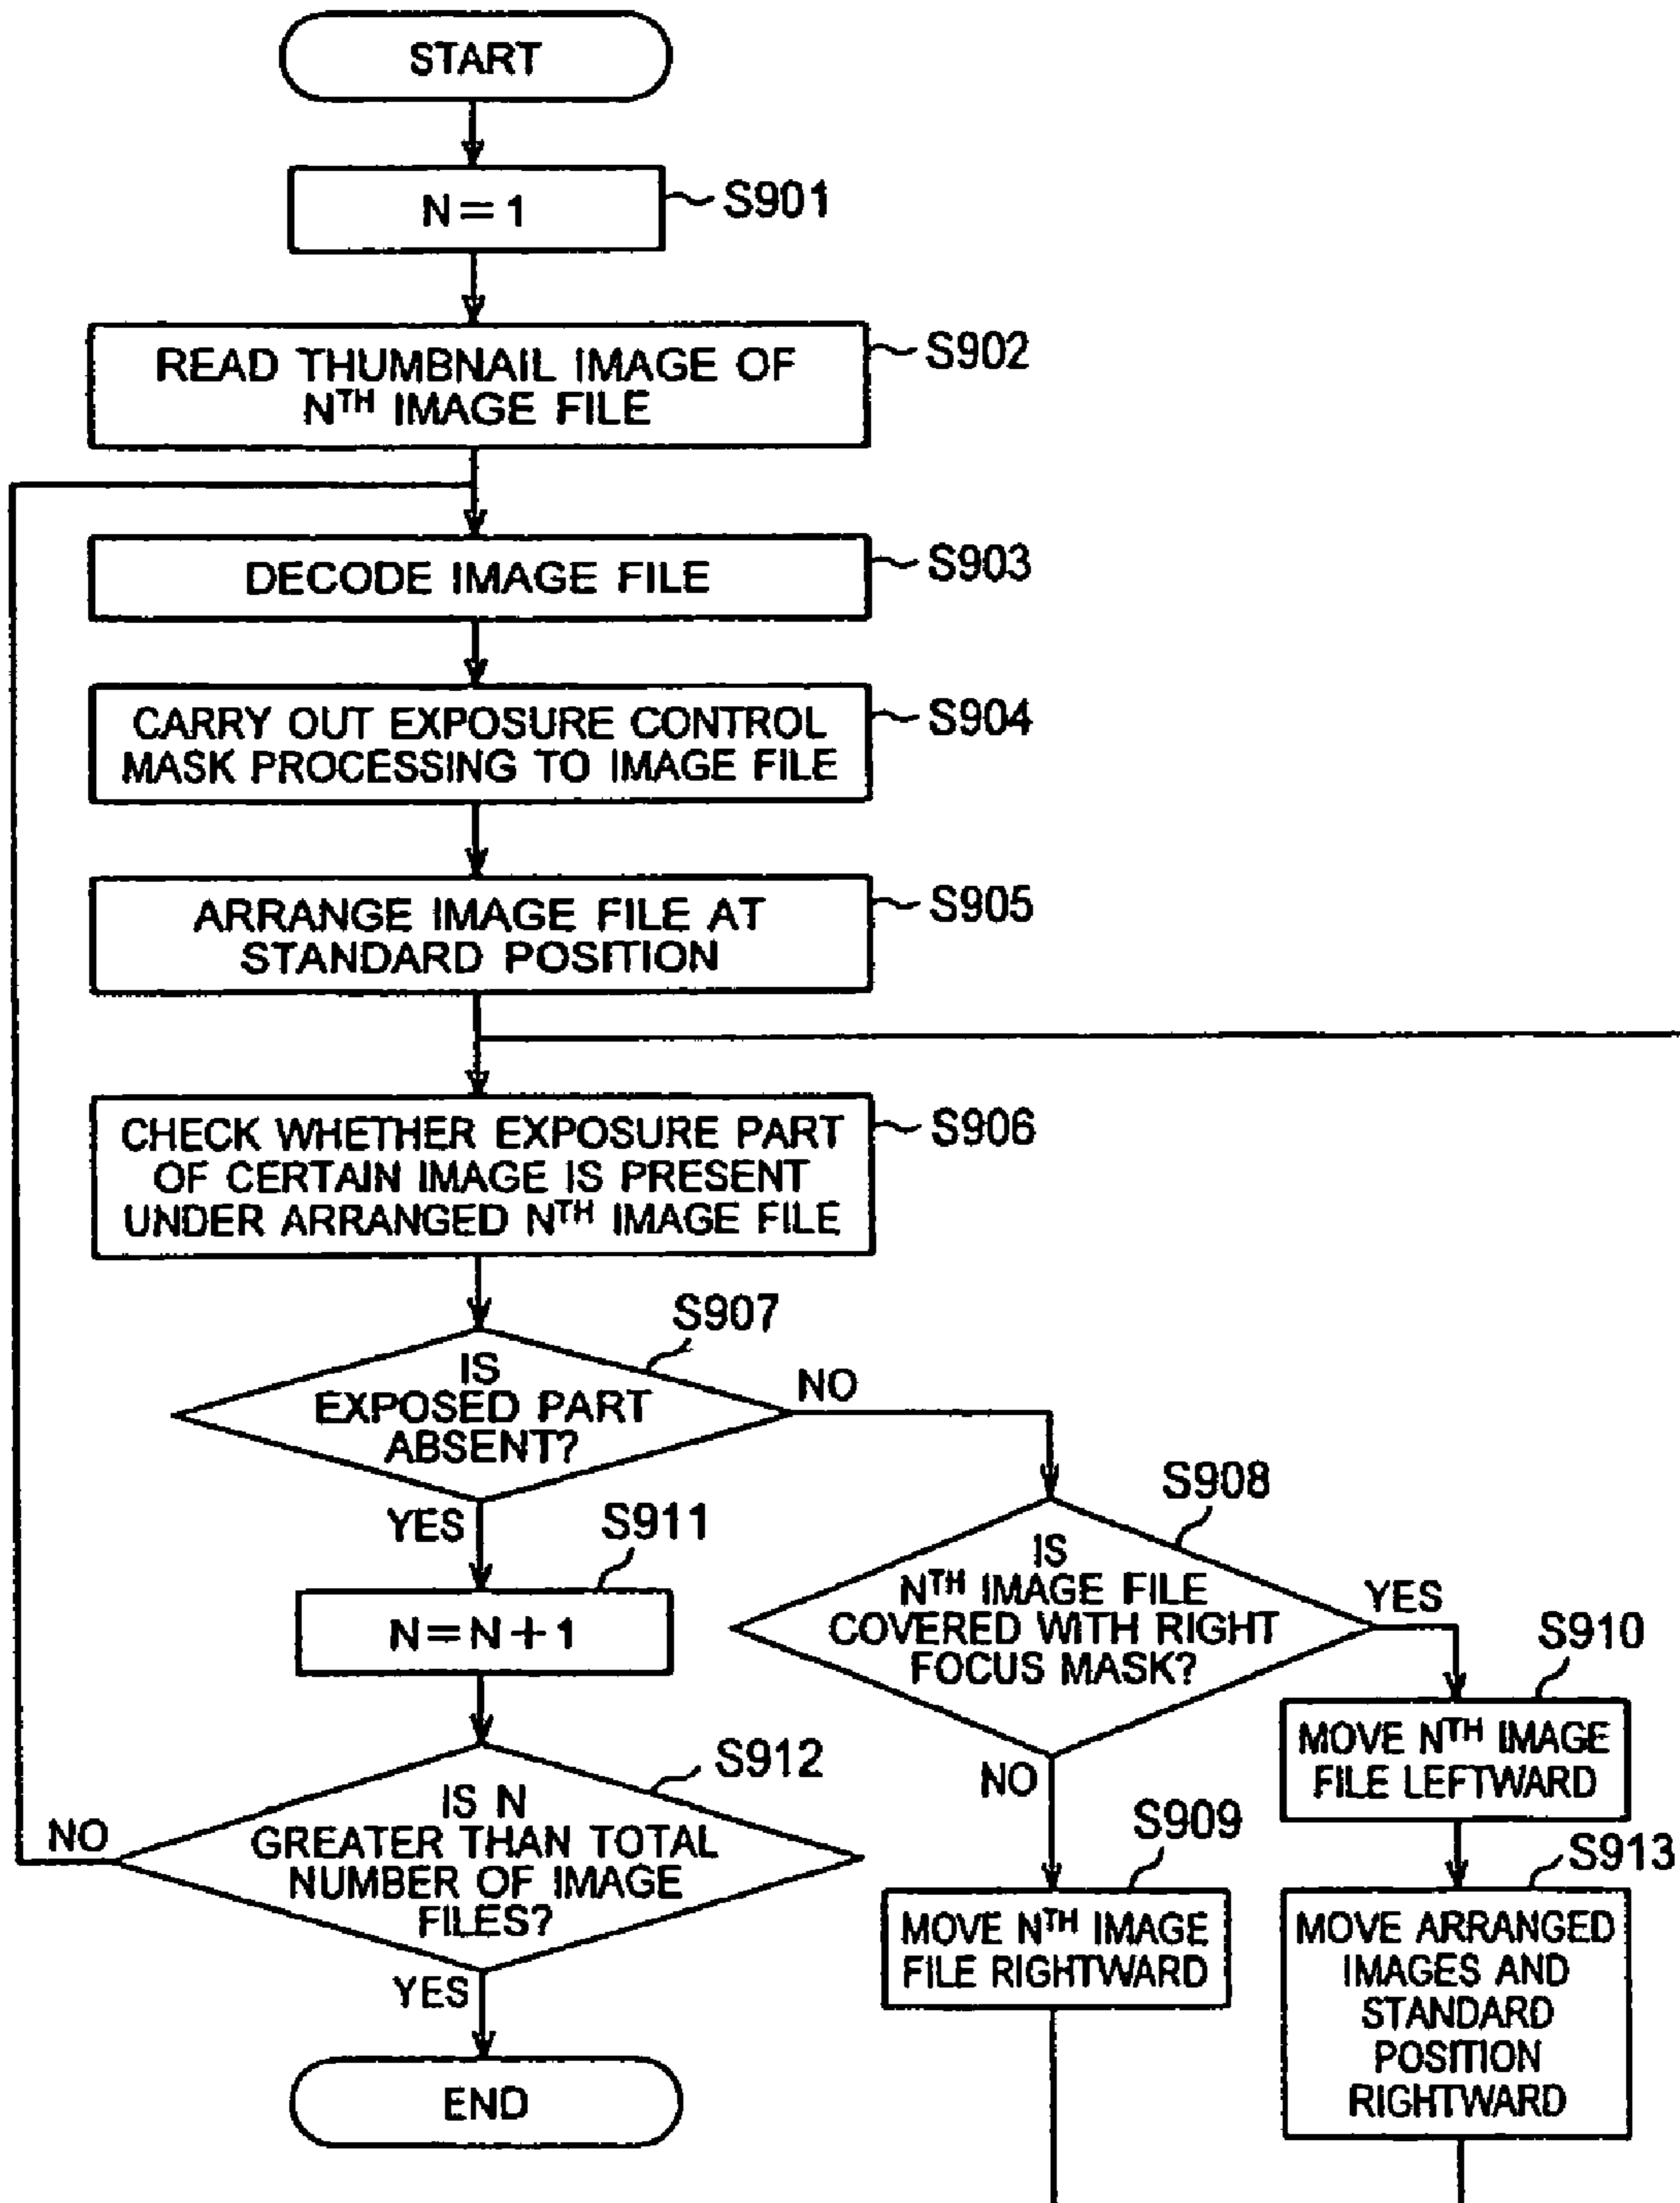 START
N=1
S901
READ THUMBNAIL IMAGE OF
NTH IMAGE FILE
S902
DECODE IMAGE FILE
S903
CARRY OUT EXPOSURE CONTROL
MASK PROCESSING TO IMAGE FILE
S904
ARRANGE IMAGE FILE AT
STANDARD POSITION
S905
CHECK WHETHER EXPOSURE PART
OF CERTAIN IMAGE IS PRESENT
UNDER ARRANGED NTH IMAGE FILE
S906
S907
IS
EXPOSED PART
ABSENT?
NO
YES
S908
IS
NTH IMAGE FILE
COVERED WITH RIGHT
FOCUS MASK?
YES
NO
S911
N=N+1
S910
MOVE NTH IMAGE
FILE LEFTWARD
S912
IS N
GREATER THAN TOTAL
NUMBER OF IMAGE
FILES?
NO
YES
S909
MOVE NTH IMAGE
FILE RIGHTWARD
S913
MOVE ARRANGED
IMAGES AND
STANDARD
POSITION
RIGHTWARD
END